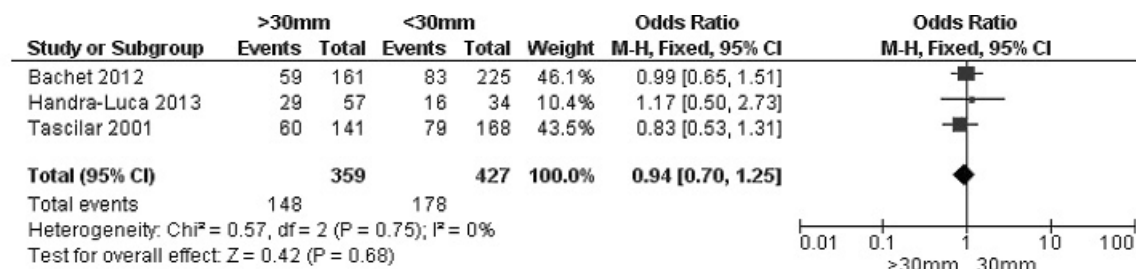 >30mm <30mm Odds Ratio Odds Ratio
Study or Subgroup Events Total Events Total Weight M-H, Fixed, 95% CI M-H, Fixed, 95% CI
Bachet 2012 59 161 83 225 46.1% 0.99 [0.65, 1.51]
Handra-Luca 2013 29 57 16 34 10.4% 1.17 [0.50, 2.73]
Tascilar 2001 60 141 79 168 43.5% 0.83 [0.53, 1.31]
Total (95% CI) 359 427 100.0% 0.94 [0.70, 1.25]
Total events 148 178
Heterogeneity: Chi² = 0.57, df = 2 (P = 0.75); I² = 0%
Test for overall effect: Z = 0.42 (P = 0.68)
0.01 0.1 1 10 100
>30mm 30mm